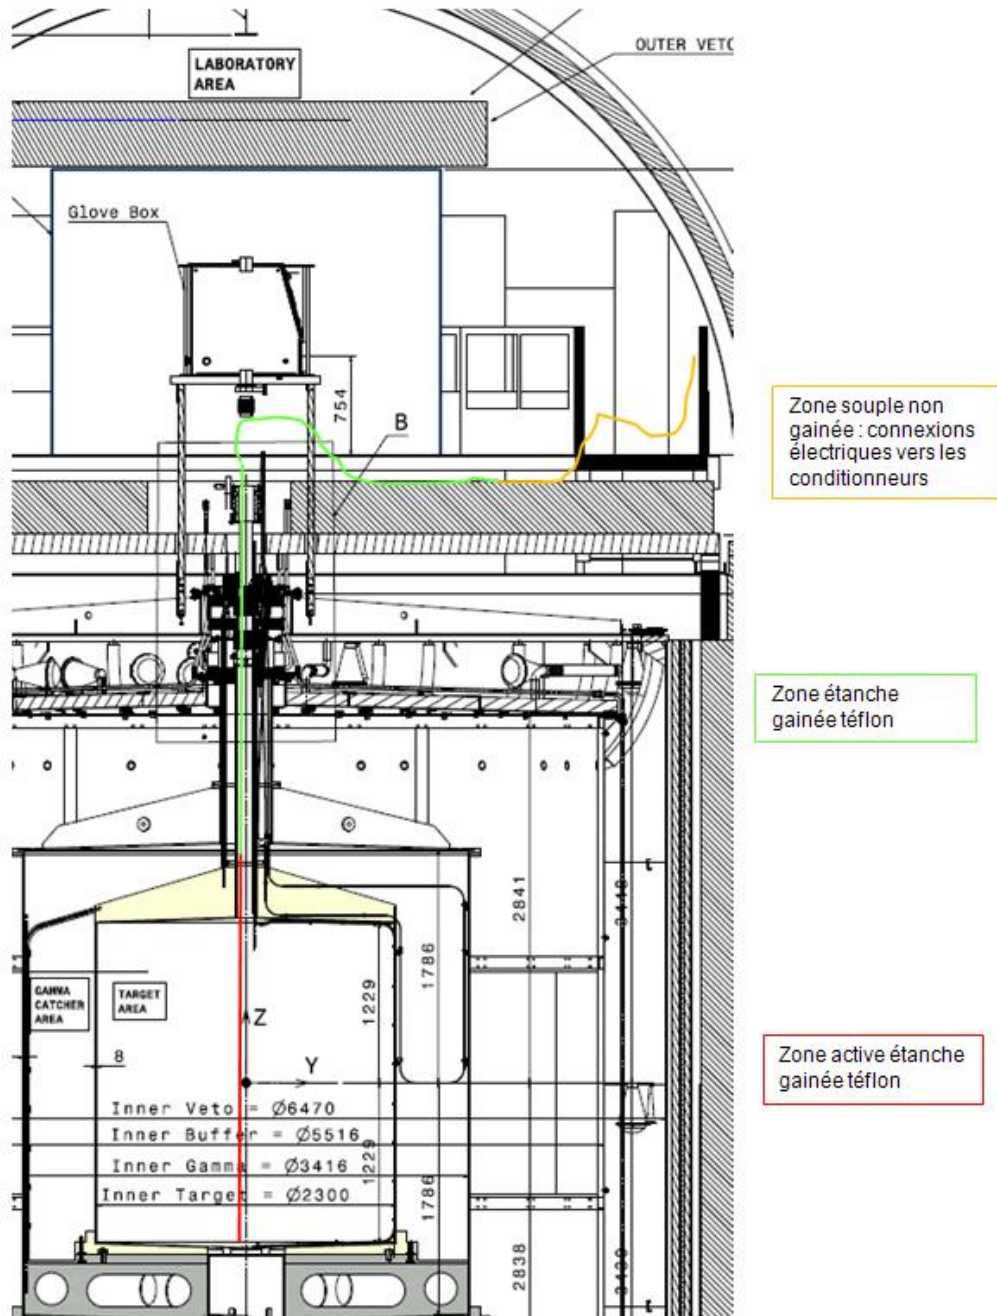 OUTER VETO
LABORATORY
AREA
Glove Box
754
B
Zone souple non
gainée : connexions
électriques vers les
conditionneurs
Zone étanche
gainée téflon
2841
3448
1786
1229
GAMMA
CATCHER
AREA
TARGET
AREA
Z
8
Y
Zone active étanche
gainée téflon
Inner Veto = Ø6470
Inner Buffer = Ø5516
Inner Gamma = Ø3416
Inner Target = Ø2300
1229
1786
2838